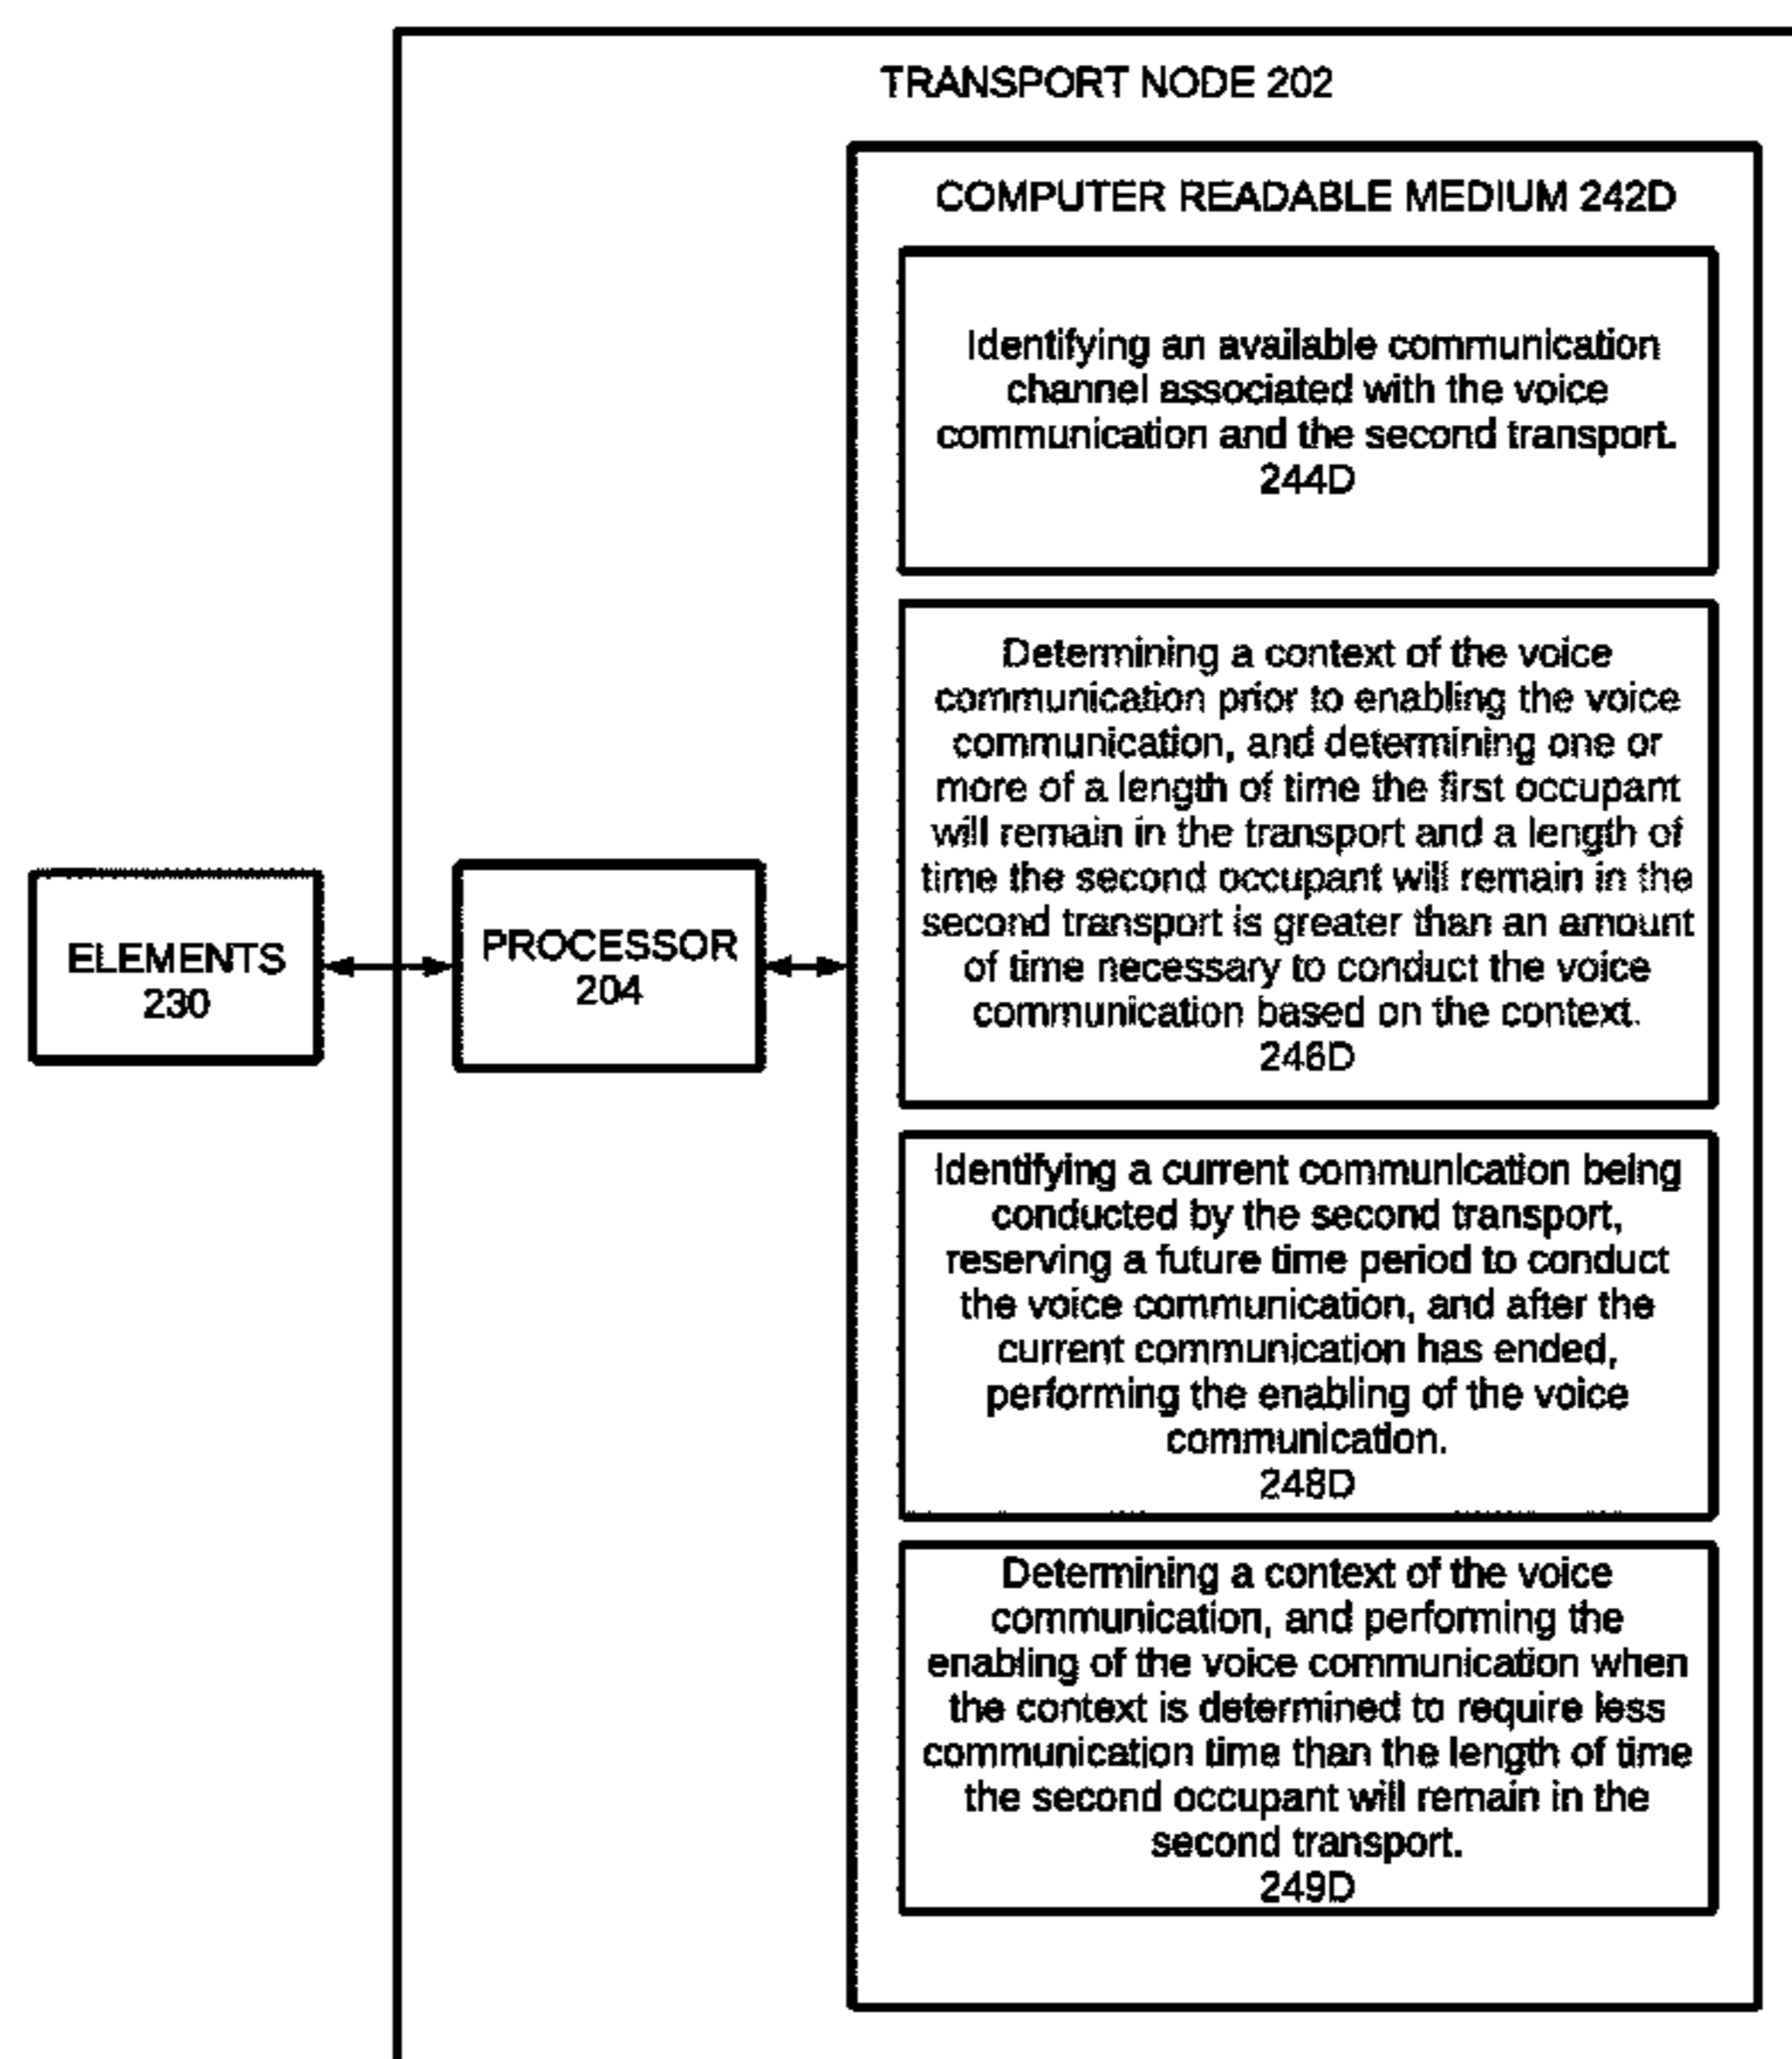 TRANSPORT NODE 202
COMPUTER READABLE MEDIUM 242D
Identifying an available communication
channel associated with the voice
communication and the second transport.
244D
Determining a context of the voice
communication prior to enabling the voice
communication, and determining one or
more of a length of time the first occupant
will remain in the transport and a length of
time the second occupant will remain in the
second transport is greater than an amount
of time necessary to conduct the voice
communication based on the context.
246D
ELEMENTS
230
PROCESSOR
204
Identifying a current communication being
conducted by the second transport,
reserving a future time period to conduct
the voice communication, and after the
current communication has ended,
performing the enabling of the voice
communication.
248D
Determining a context of the voice
communication, and performing the
enabling of the voice communication when
the context is determined to require less
communication time than the length of time
the second occupant will remain in the
second transport.
249D